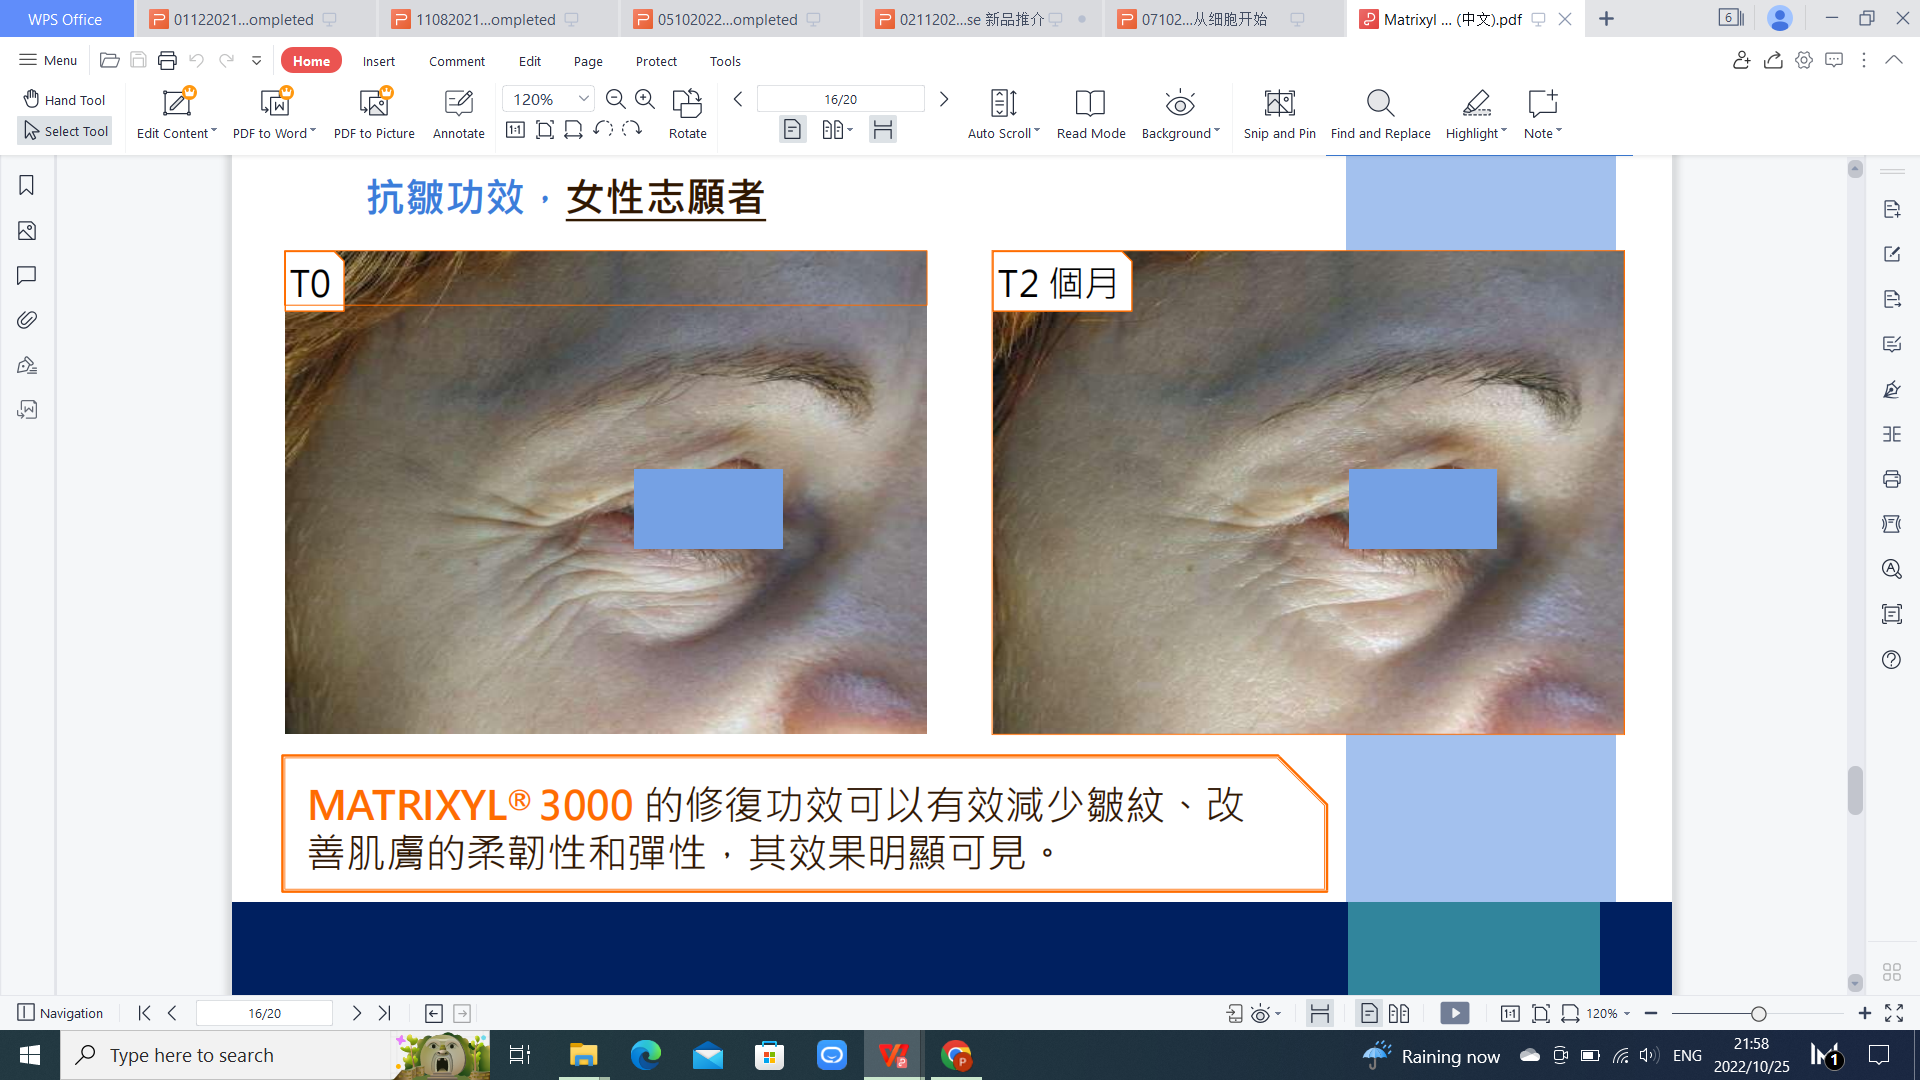 WPS Office
01122021...ompleted
11082021...ompleted
05102022...ompleted
0211202...se 新品推介
07102...从细胞开始
Matrixyl ... (中文).pdf
6
Menu
Home
Insert
Comment
Edit
Page
Protect
Tools
Hand Tool
Select Tool
Edit Content
PDF to Word
PDF to Picture
Annotate
120%
1:1
Rotate
16/20
Auto Scroll
Read Mode
Background
Snip and Pin
Find and Replace
Highlight
Note
抗皺功效，女性志願者
T0
T2 個月
MATRIXYL® 3000 的修復功效可以有效減少皺紋、改
善肌膚的柔韌性和彈性，其效果明顯可見。
Navigation
16/20
1:1
120%
Type here to search
Raining now
ENG
21:58
2022/10/25
1